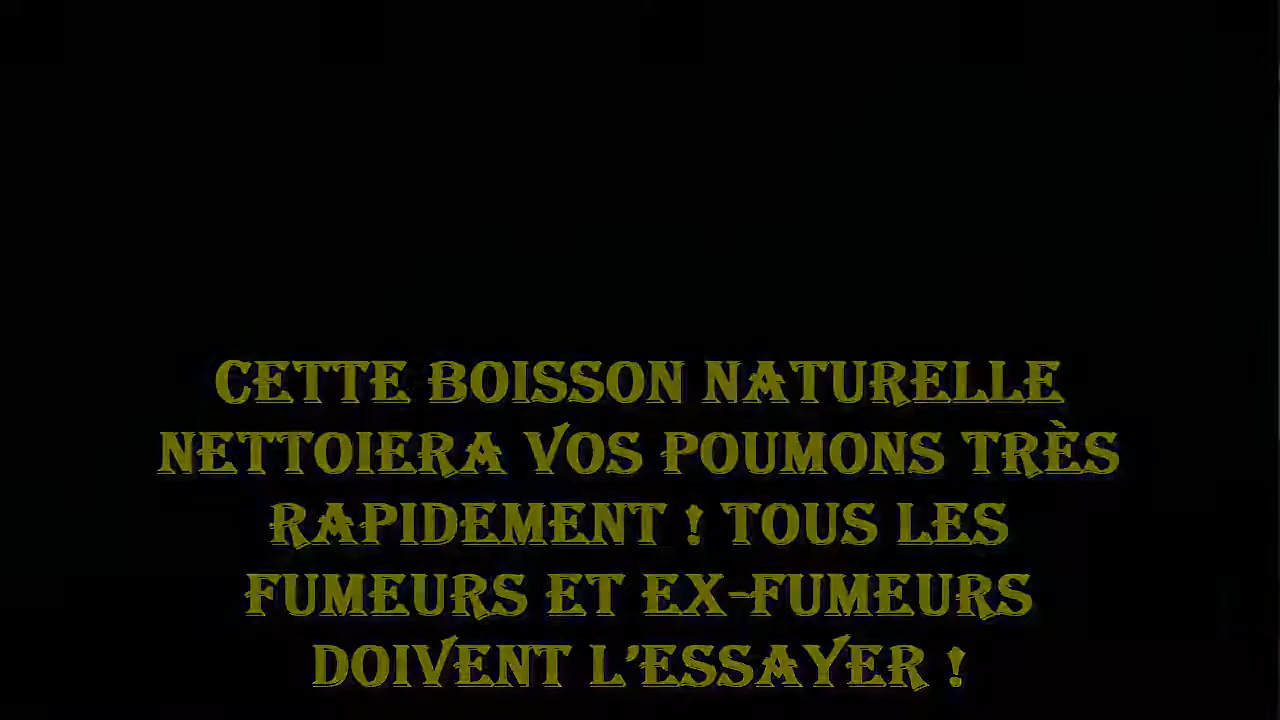 CETTE BOISSON NATURELLE
NETTOIERA VOS POUMONS TRÈS
RAPIDEMENT ! TOUS LES
FUMEURS ET EX-FUMEURS
DOIVENT L'ESSAYER !